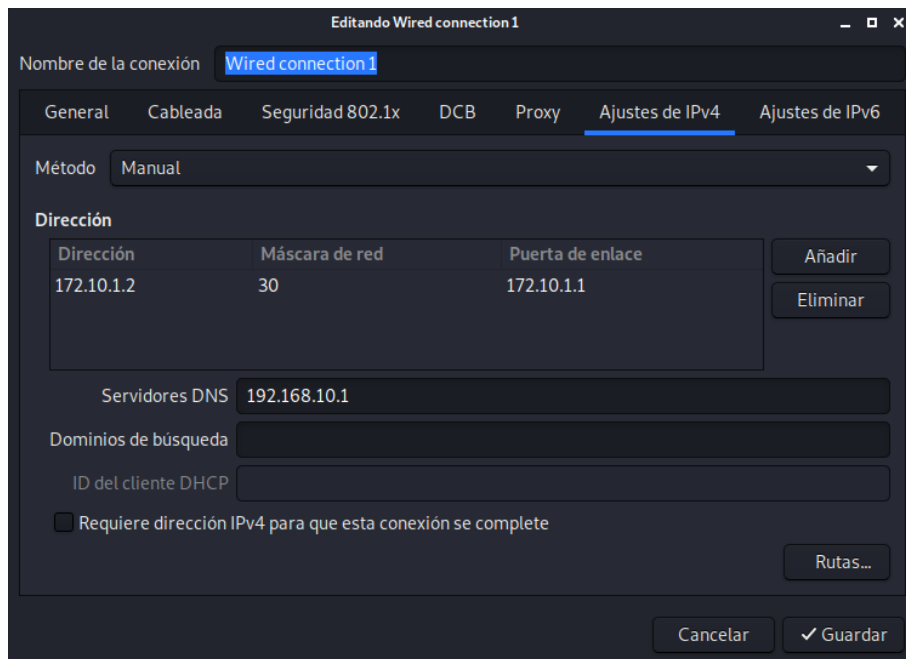 Editando Wired connection 1
Nombre de la conexión Wired connection 1
General Cableada Seguridad 802.1x DCB Proxy Ajustes de IPv4 Ajustes de IPv6
Método Manual
Dirección
Dirección Máscara de red Puerta de enlace Añadir
172.10.1.2 30 172.10.1.1 Eliminar
Servidores DNS 192.168.10.1
Dominios de búsqueda
ID del cliente DHCP
Requiere dirección IPv4 para que esta conexión se complete
Rutas...
Cancelar Guardar